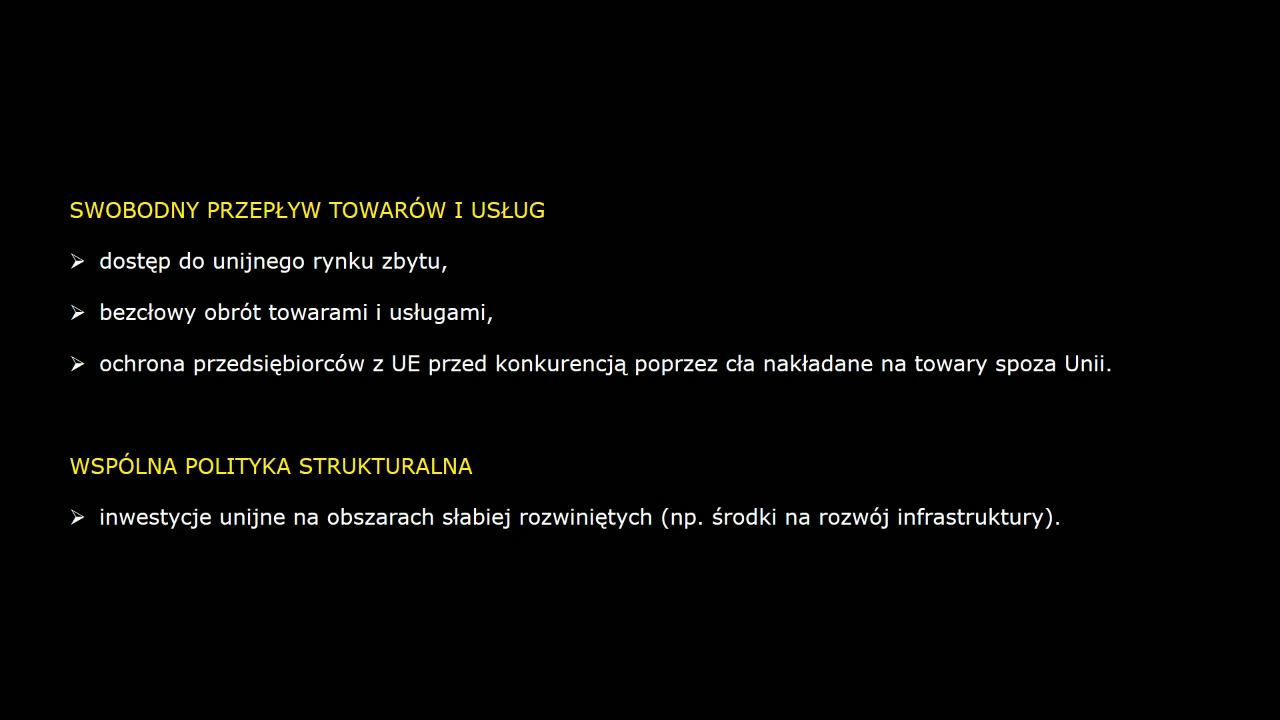 SWOBODNY PRZEPŁYW TOWARÓW I USŁUG
➢ dostęp do unijnego rynku zbytu,
➢ bezcłowy obrót towarami i usługami,
➢ ochrona przedsiębiorców z UE przed konkurencją poprzez cła nakładane na towary spoza Unii.
WSPÓLNA POLITYKA STRUKTURALNA
➢ inwestycje unijne na obszarach słabiej rozwiniętych (np. środki na rozwój infrastruktury).